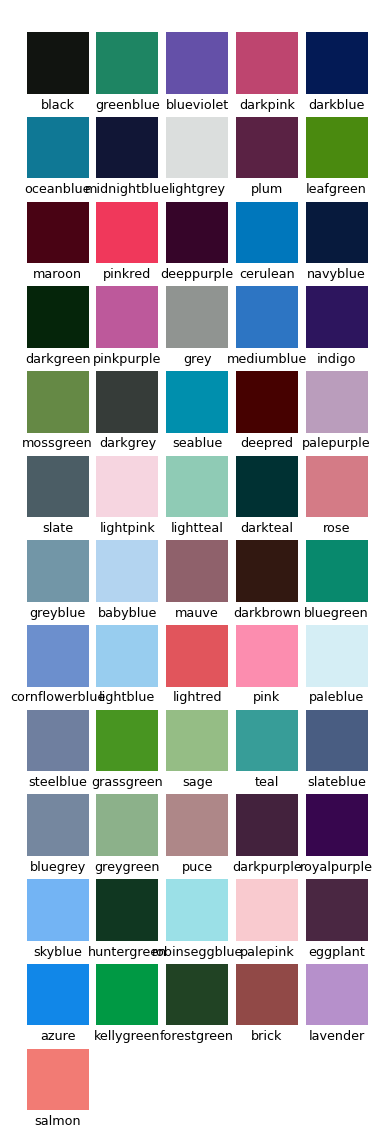 black greenblue blueviolet darkpink darkblue
oceanblue midnightblue lightgrey plum leafgreen
maroon pinkred deeppurple cerulean navyblue
darkgreen pinkpurple grey mediumblue indigo
mossgreen darkgrey seablue deepred palepurple
slate lightpink lightteal darkteal rose
greyblue babyblue mauve darkbrown bluegreen
cornflowerblue lightblue lightred pink paleblue
steelblue grassgreen sage teal slateblue
bluegrey greygreen puce darkpurple royalpurple
skyblue huntergreen robinseggblue palepink eggplant
azure kellygreen forestgreen brick lavender
salmon